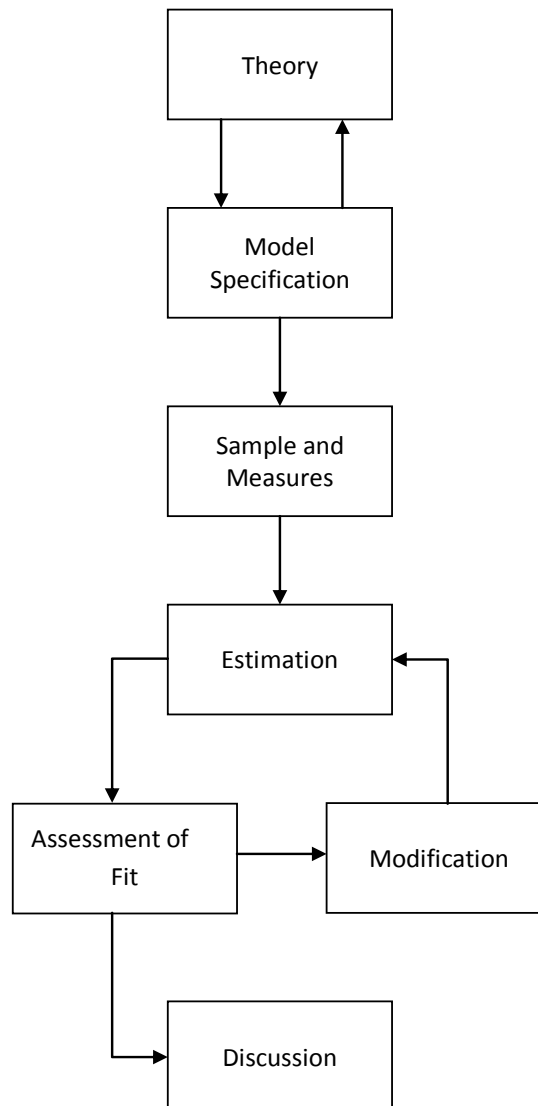 Theory
Model
Specification
Sample and
Measures
Estimation
Assessment of
Fit
Modification
Discussion